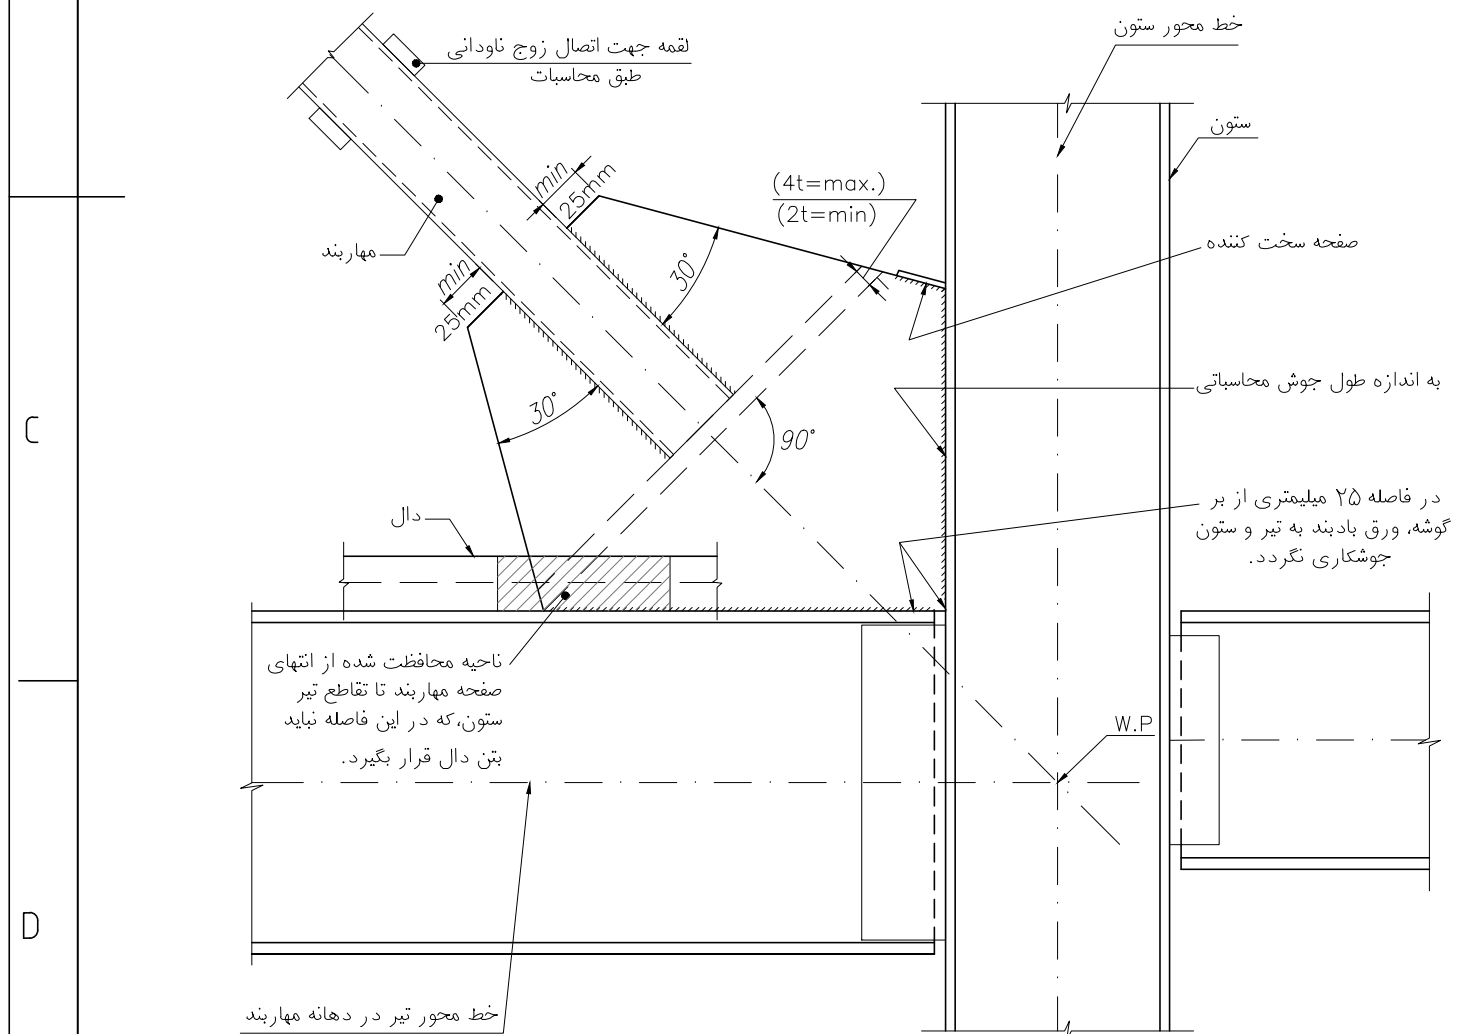 خط محور ستون
لقمه جهت اتصال زوج ناودانی
طبق محاسبات
ستون
min
25mm
(4t=max.)
(2t=min)
صفحه سخت کننده
مهاربند
30°
min
25mm
به اندازه طول جوش محاسباتی
30°
90°
C
در فاصله ۲۵ میلیمتری از بر
گوشه، ورق بادبند به تیر و ستون
جوشکاری نگردد.
دال
ناحیه محافظت شده از انتهای
صفحه مهاربند تا تقاطع تیر
ستون،که در این فاصله نباید
بتن دال قرار بگیرد.
W.P
D
خط محور تیر در دهانه مهاربند